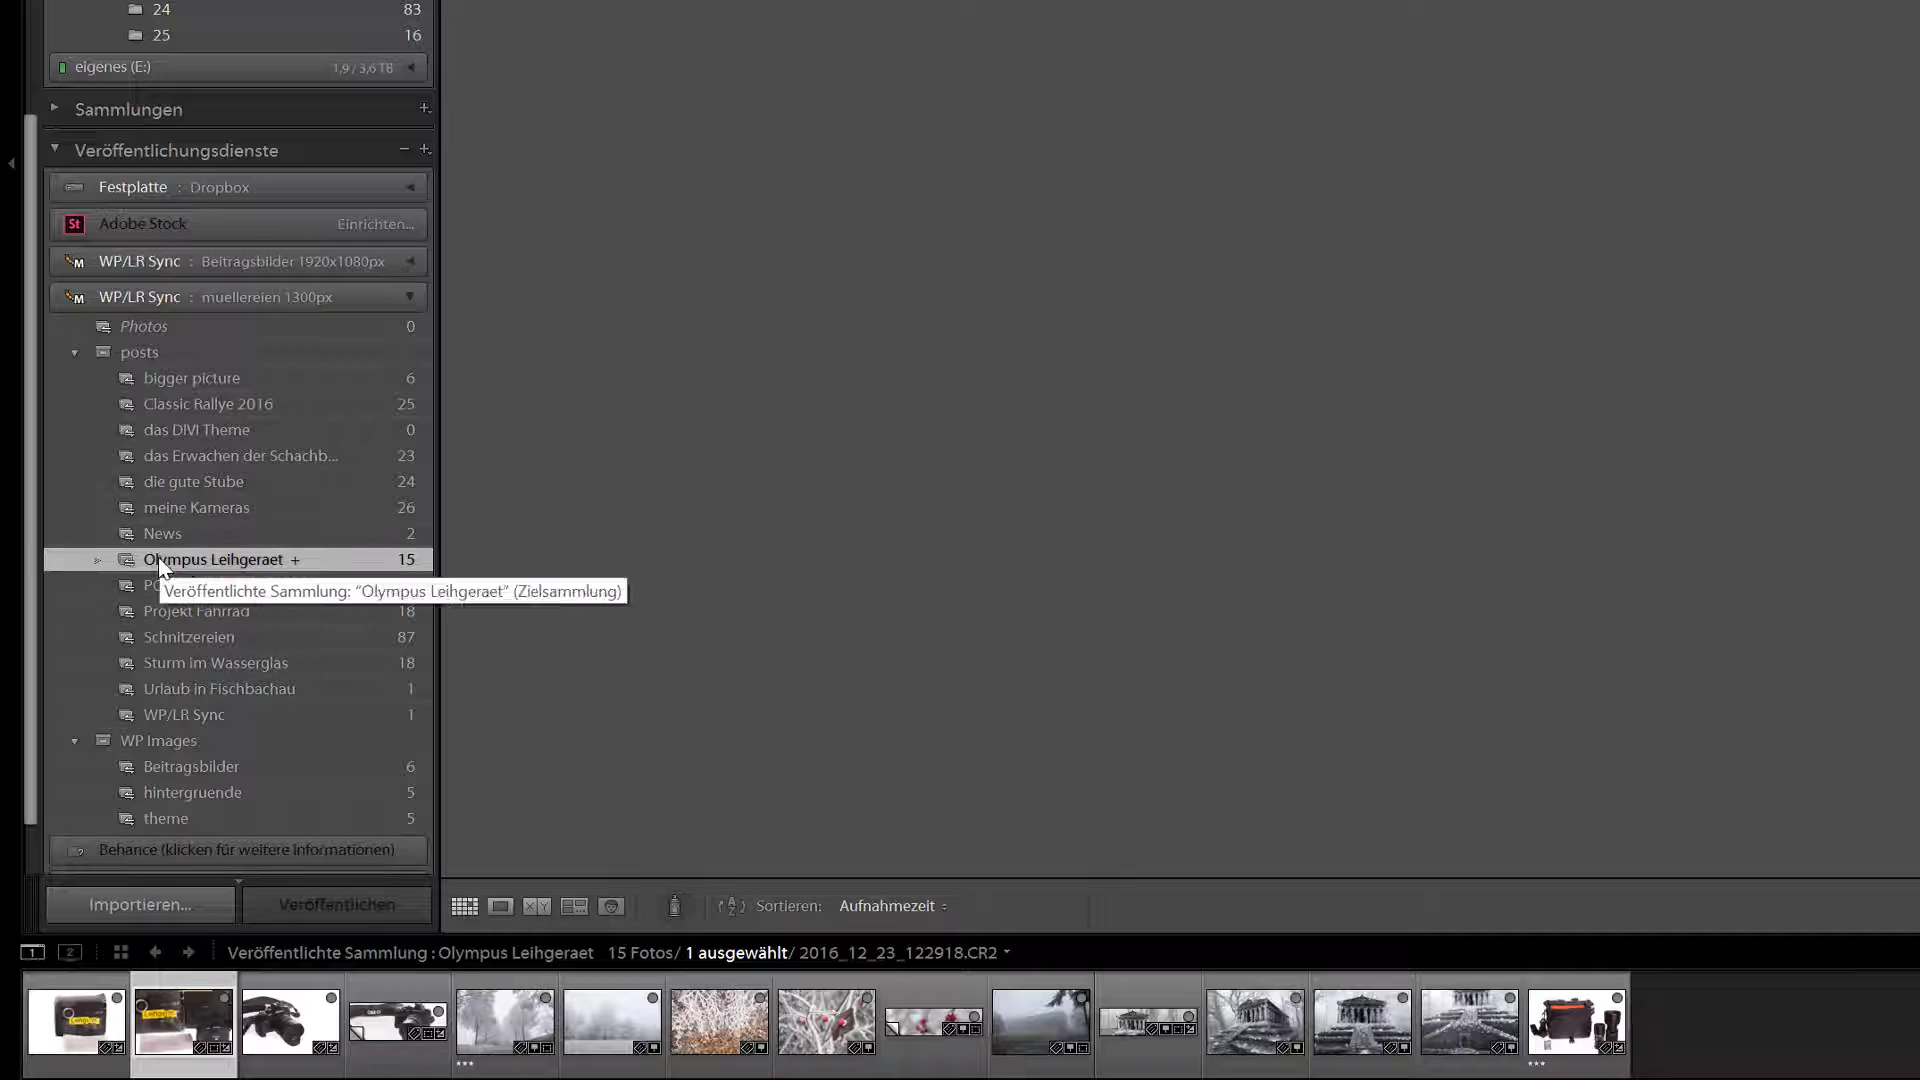 24 83
25 16
eigenes (E:) 1,9 / 3,6 TB
Sammlungen
Veröffentlichungsdienste
Festplatte : Dropbox
St Adobe Stock Einrichten...
M WP/LR Sync : Beitragsbilder 1920x1080px
M WP/LR Sync : muellereien 1300px
Photos 0
posts
bigger picture 6
Classic Rallye 2016 25
das DIVI Theme 0
das Erwachen der Schachb... 23
die gute Stube 24
meine Kameras 26
News 2
Olympus Leihgeraet + 15
Veröffentlichte Sammlung: "Olympus Leihgeraet" (Zielsammlung)
Projekt Fahrrad 18
Schnitzereien 87
Sturm im Wasserglas 18
Urlaub in Fischbachau 1
WP/LR Sync 1
WP Images
Beitragsbilder 6
hintergruende 5
theme 5
Behance (klicken für weitere Informationen)
Importieren... Veröffentlichen
XY Sortieren: Aufnahmezeit
1 2 Veröffentlichte Sammlung : Olympus Leihgeraet 15 Fotos/ 1 ausgewählt/ 2016_12_23_122918.CR2